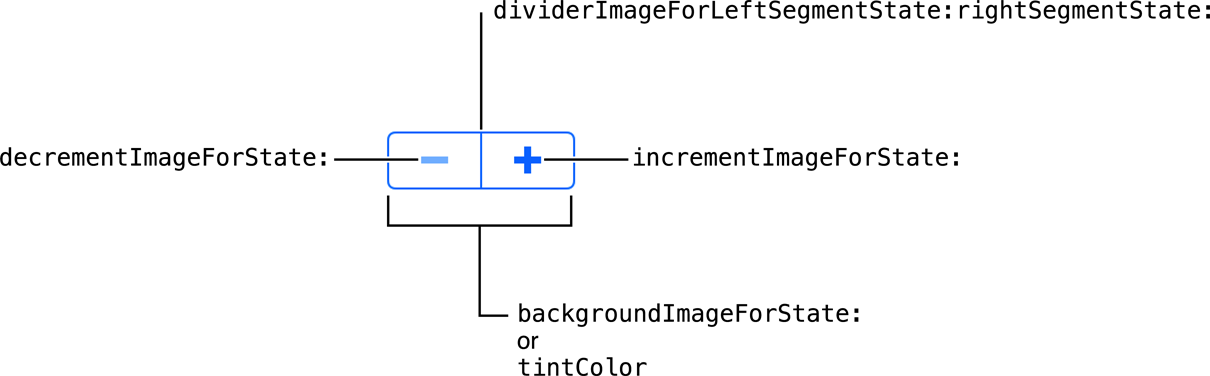 dividerImageForLeftSegmentState:rightSegmentState:
decrementImageForState:
incrementImageForState:
backgroundImageForState:
or
tintColor